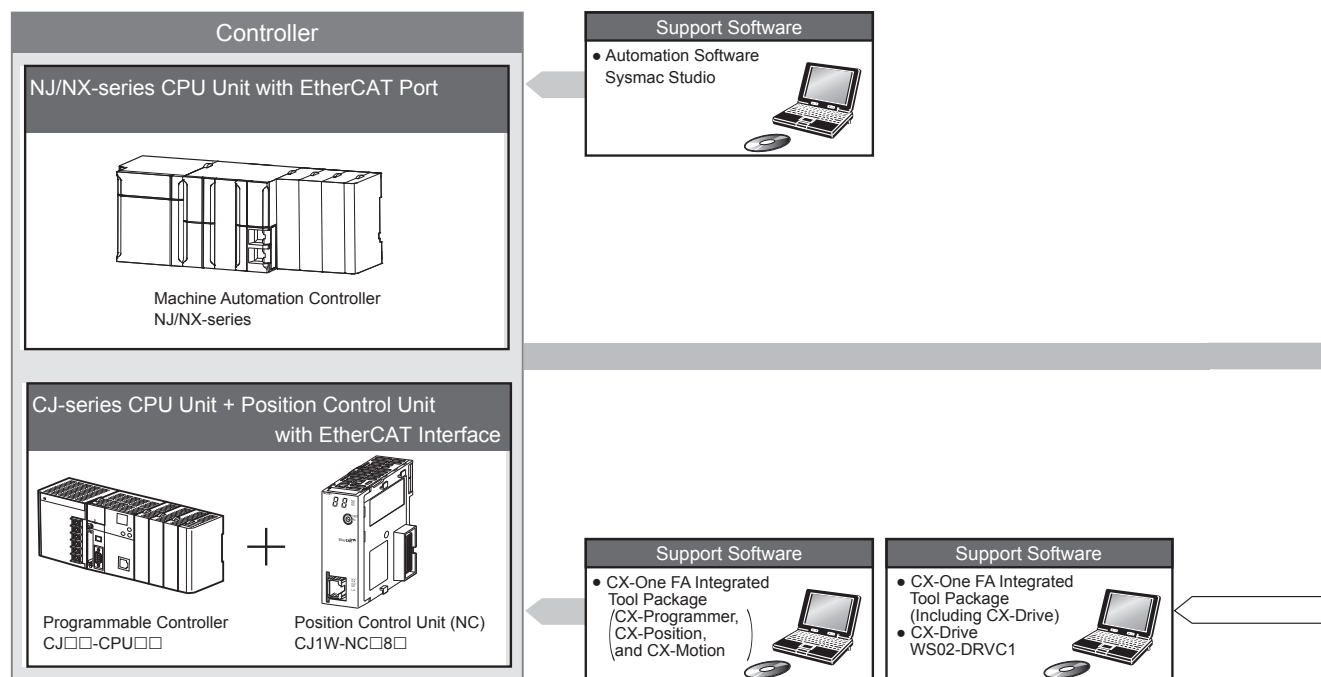 Controller
NJ/NX-series CPU Unit with EtherCAT Port
Machine Automation Controller
NJ/NX-series
CJ-series CPU Unit + Position Control Unit
with EtherCAT Interface
Programmable Controller
CJ□□-CPU□□
Position Control Unit (NC)
CJ1W-NC□8□
Support Software
● Automation Software
Sysmac Studio
Support Software
● CX-One FA Integrated
Tool Package
(CX-Programmer,
CX-Position,
and CX-Motion)
Support Software
● CX-One FA Integrated
Tool Package
(Including CX-Drive)
● CX-Drive
WS02-DRVC1